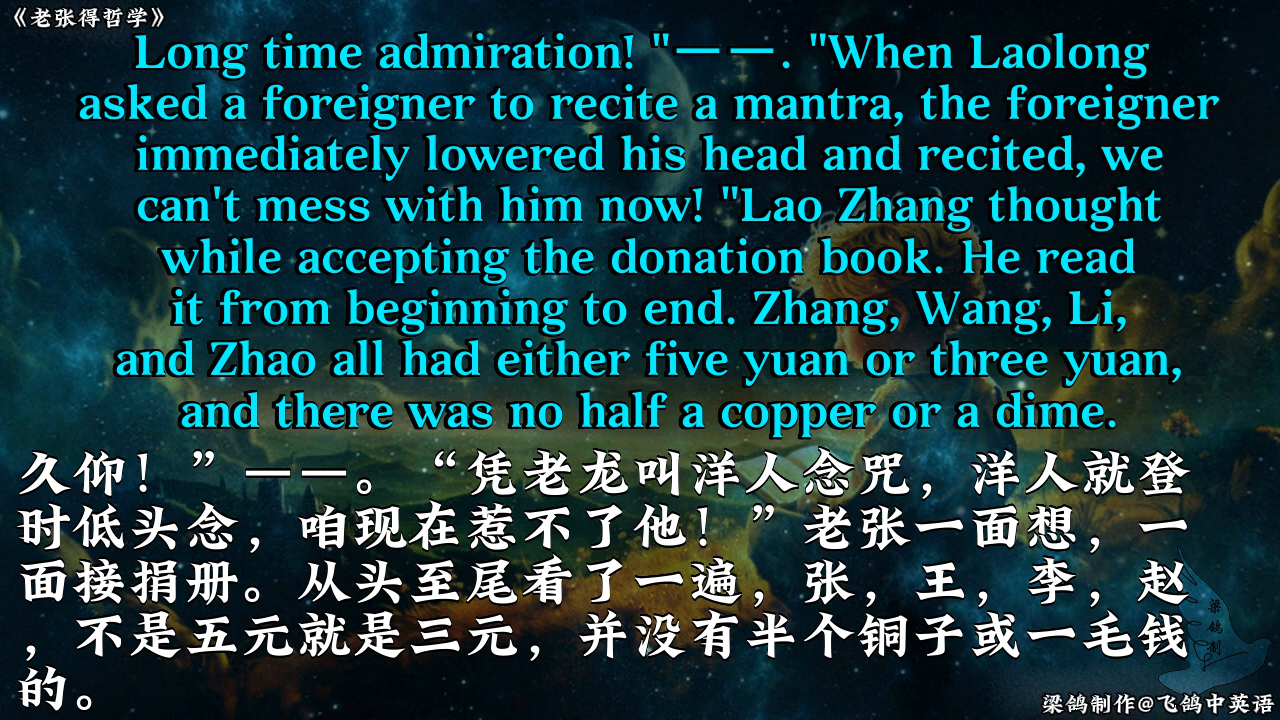 《老张得哲学》
Long time admiration! "一一. "When Laolong
asked a foreigner to recite a mantra, the foreigner
immediately lowered his head and recited, we
can't mess with him now! "Lao Zhang thought
while accepting the donation book. He read
it from beginning to end. Zhang, Wang, Li,
and Zhao all had either five yuan or three yuan,
and there was no half a copper or a dime.
久仰！”一一。“凭老龙叫洋人念咒，洋人就登
时低头念，咱现在惹不了他！”老张一面想，一
面接捐册。从头至尾看了一遍，张，王，李，赵
，不是五元就是三元，并没有半个铜子或一毛钱
的。
梁鸽制
梁鸽制作@飞鸽中英语